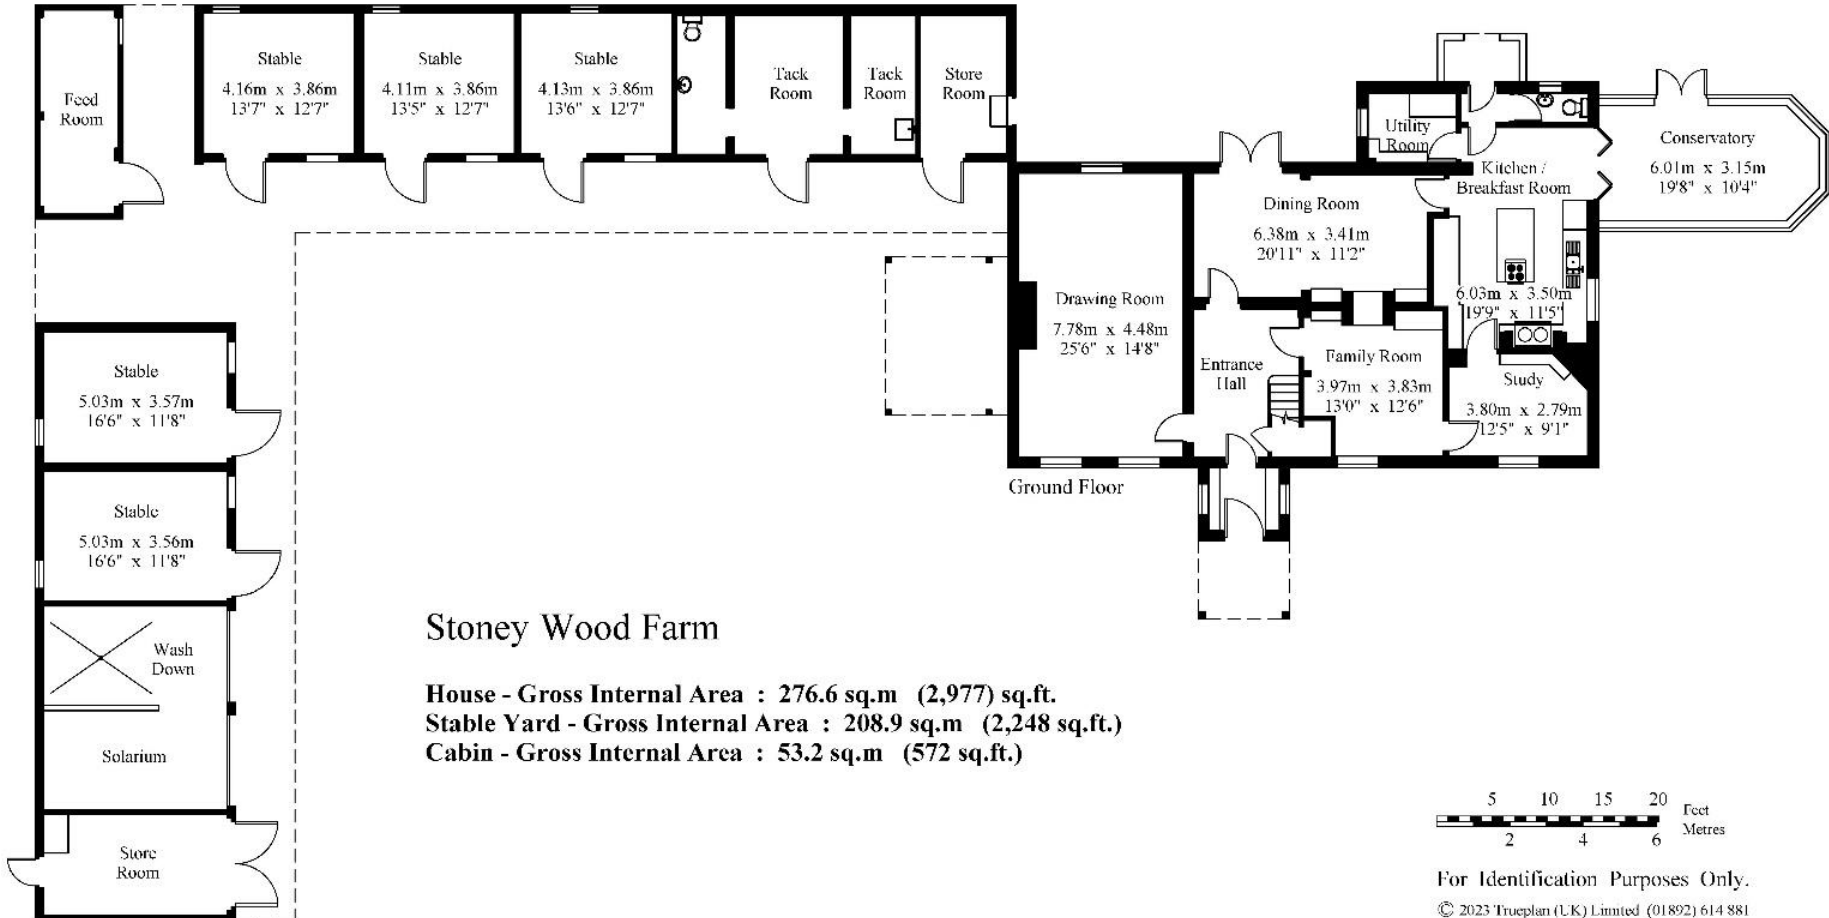 Feed
Room
Stable
4.16m x 3.86m
13'7" x 12'7"
Stable
4.11m x 3.86m
13'5" x 12'7"
Stable
4.13m x 3.86m
13'6" x 12'7"
Tack
Room
Tack
Room
Store
Room
Utility
Room
Kitchen /
Breakfast Room
6.03m x 3.50m
19'9" x 11'5"
Conservatory
6.01m x 3.15m
19'8" x 10'4"
Dining Room
6.38m x 3.41m
20'11" x 11'2"
Drawing Room
7.78m x 4.48m
25'6" x 14'8"
Entrance
Hall
Family Room
3.97m x 3.83m
13'0" x 12'6"
Study
3.80m x 2.79m
12'5" x 9'1"
Ground Floor
Stable
5.03m x 3.57m
16'6" x 11'8"
Stable
5.03m x 3.56m
16'6" x 11'8"
Wash
Down
Solarium
Store
Room
Stoney Wood Farm
House - Gross Internal Area : 276.6 sq.m (2,977) sq.ft.
Stable Yard - Gross Internal Area : 208.9 sq.m (2,248 sq.ft.)
Cabin - Gross Internal Area : 53.2 sq.m (572 sq.ft.)
5 10 15 20 Feet
Metres
2 4 6
For Identification Purposes Only.
© 2023 Trueplan (UK) Limited (01892) 614 881